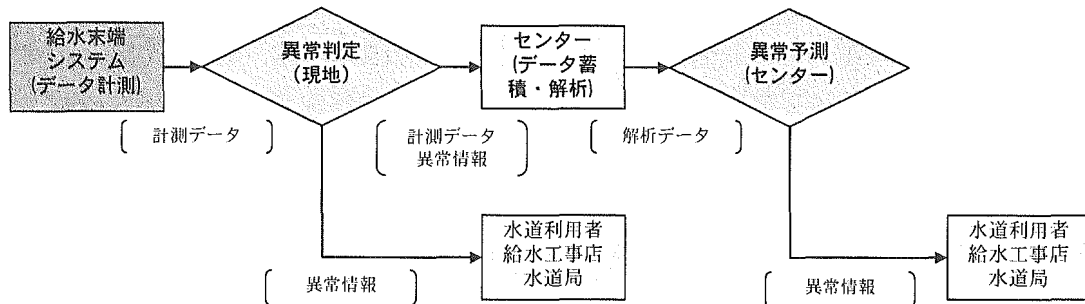 給水末端
システム
(データ計測)
異常判定
(現地)
センター
(データ蓄
積・解析)
異常予測
(センター)
計測データ
計測データ
異常情報
解析データ
水道利用者
給水工事店
水道局
異常情報
水道利用者
給水工事店
水道局
異常情報